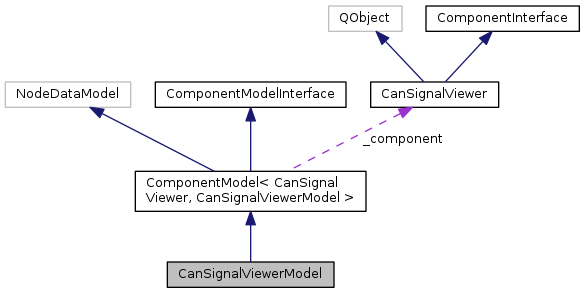 QObject
ComponentInterface
NodeDataModel
ComponentModelInterface
CanSignalViewer
_component
ComponentModel< CanSignal
Viewer, CanSignalViewerModel >
CanSignalViewerModel